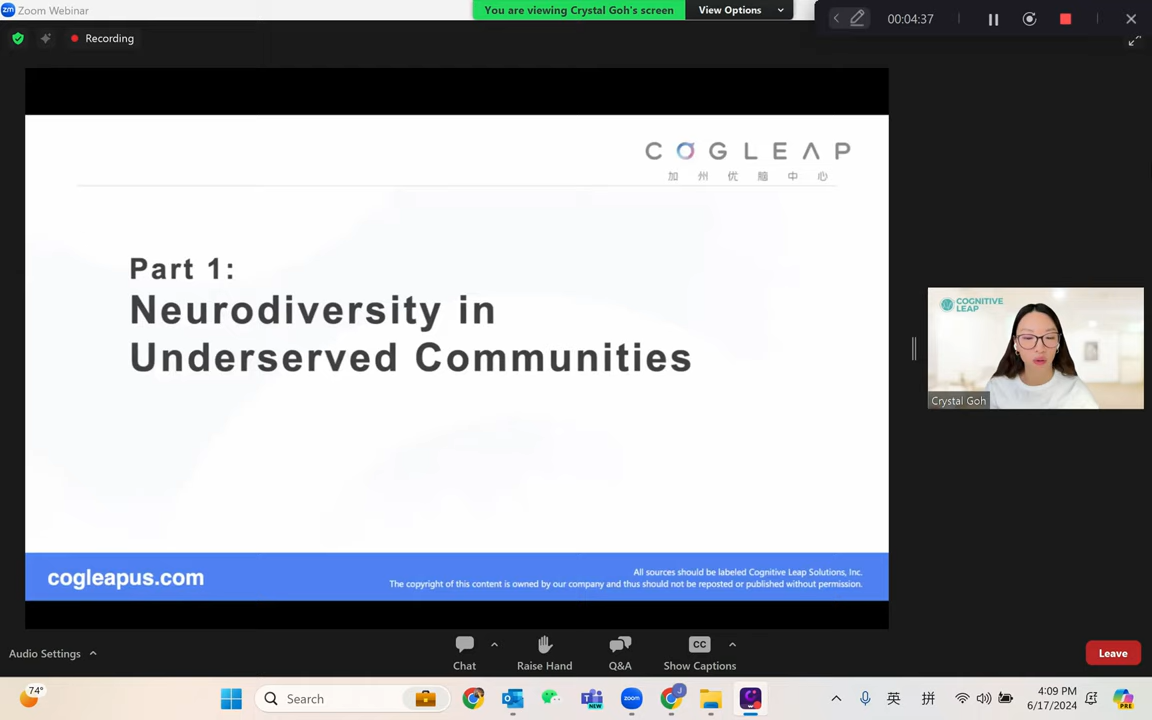 Zoom Webinar
You are viewing Crystal Goh's screen
View Options
00:04:37
Recording
COGLEAP
加州优脑中心
Part 1:
Neurodiversity in
Underserved Communities
COGNITIVE
LEAP
Crystal Goh
cogleapus.com
All sources should be labeled Cognitive Leap Solutions, Inc.
The copyright of this content is owned by our company and thus should not be reposted or published without permission.
Audio Settings
Chat
Raise Hand
Q&A
CC
Show Captions
Leave
74°
Search
NEW
英
拼
4:09 PM
6/17/2024
PRE